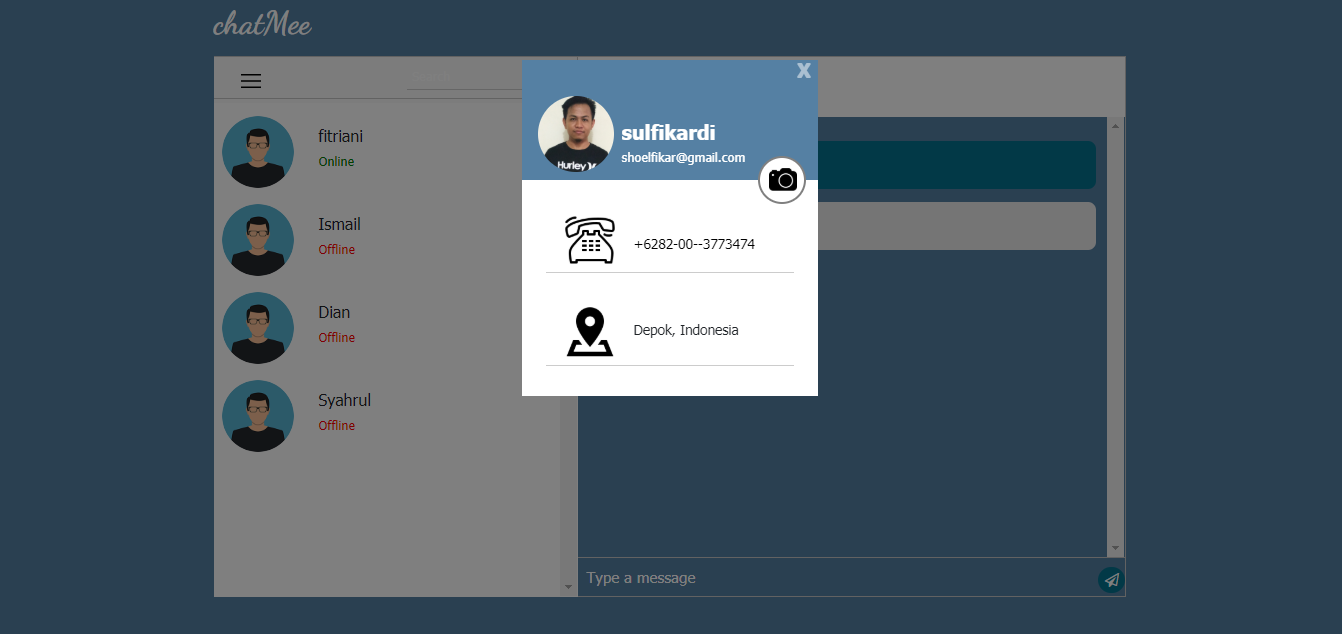 chatMee
X
sulfikardi
shoelfikar@gmail.com
+6282-00--3773474
Depok, Indonesia
fitriani
Online
Ismail
Offline
Dian
Offline
Syahrul
Offline
Type a message
Hurley